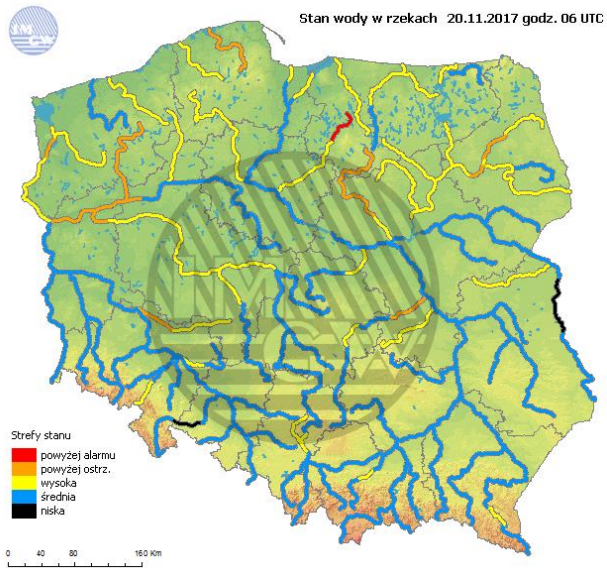 Stan wody w rzekach 20.11.2017 godz. 06 UTC
IMGW
Strefy stanu
powyżej alarmu
powyżej ostrz.
wysoka
średnia
niska
0 40 80 160 Km